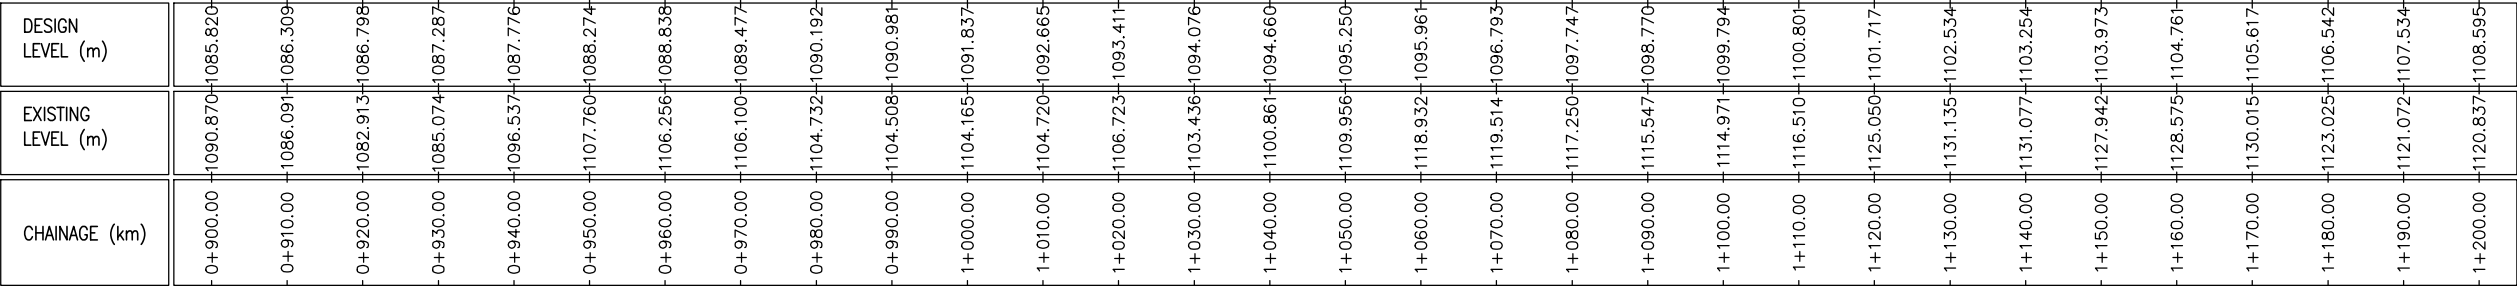 DESIGN
LEVEL (m)
1085.820 1086.309 1086.798 1087.287 1087.776 1088.274 1088.838 1089.477 1090.192 1090.981 1091.837 1092.665 1093.411 1094.076 1094.660 1095.250 1095.961 1096.793 1097.747 1098.770 1099.794 1100.801 1101.717 1102.534 1103.254 1103.973 1104.761 1105.617 1106.542 1107.534 1108.595
EXISTING
LEVEL (m)
1090.870 1086.091 1082.913 1085.074 1096.537 1107.760 1106.256 1106.100 1104.732 1104.508 1104.165 1104.720 1106.723 1103.436 1100.861 1109.956 1118.932 1119.514 1117.250 1115.547 1114.971 1116.510 1125.050 1131.135 1131.077 1127.942 1128.575 1130.015 1123.025 1121.072 1120.837
CHAINAGE (km)
0+900.00 0+910.00 0+920.00 0+930.00 0+940.00 0+950.00 0+960.00 0+970.00 0+980.00 0+990.00 1+000.00 1+010.00 1+020.00 1+030.00 1+040.00 1+050.00 1+060.00 1+070.00 1+080.00 1+090.00 1+100.00 1+110.00 1+120.00 1+130.00 1+140.00 1+150.00 1+160.00 1+170.00 1+180.00 1+190.00 1+200.00